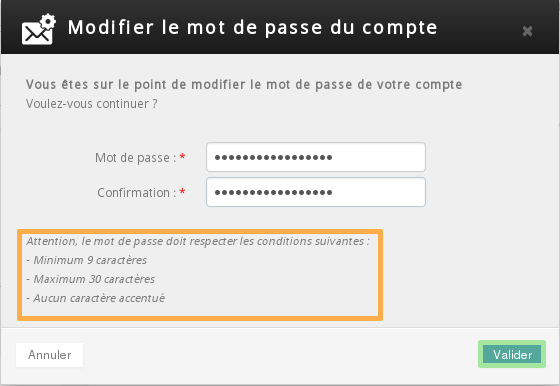 Modifier le mot de passe du compte
Vous êtes sur le point de modifier le mot de passe de votre compte
Voulez-vous continuer ?
Mot de passe : * •••••••••••••••••
Confirmation : * •••••••••••••••••
Attention, le mot de passe doit respecter les conditions suivantes :
- Minimum 9 caractères
- Maximum 30 caractères
- Aucun caractère accentué
Annuler
Valider